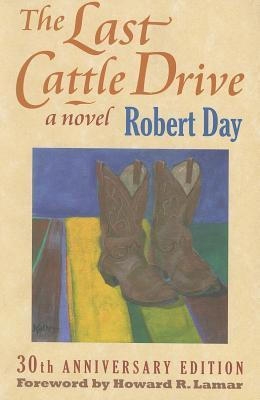 The
Last
Cattle Drive
a novel Robert Day
30th ANNIVERSARY EDITION
Foreword by Howard R. Lamar